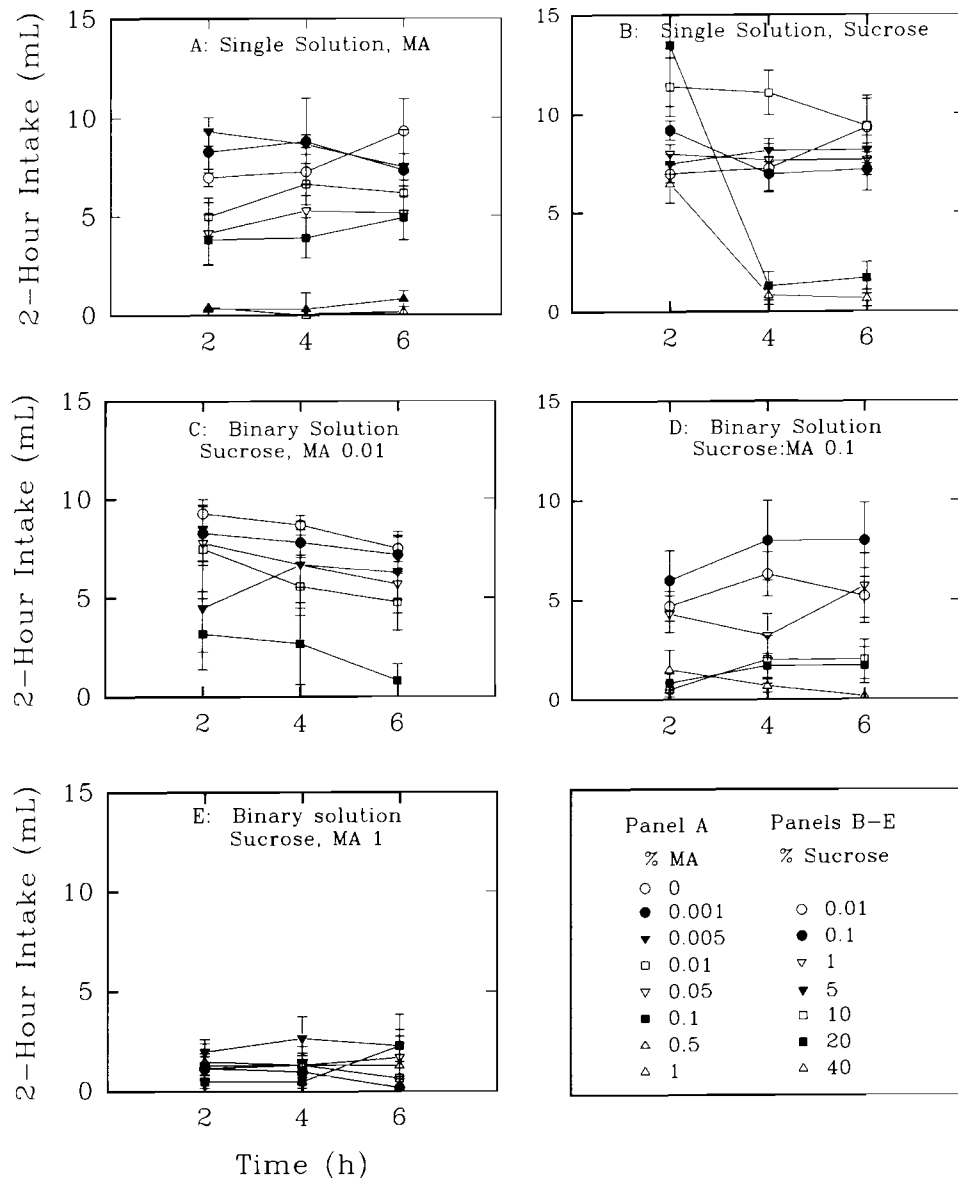 A: Single Solution, MA
2-Hour Intake (mL)
15
10
5
0
2 4 6
B: Single Solution, Sucrose
15
10
5
0
2 4 6
C: Binary Solution
Sucrose, MA 0.01
2-Hour Intake (mL)
15
10
5
0
2 4 6
D: Binary Solution
Sucrose:MA 0.1
15
10
5
0
2 4 6
E: Binary solution
Sucrose, MA 1
2-Hour Intake (mL)
15
10
5
0
2 4 6
Time (h)
Panel A
% MA
0
0.001
0.005
0.01
0.05
0.1
0.5
1
Panels B-E
% Sucrose
0.01
0.1
1
5
10
20
40